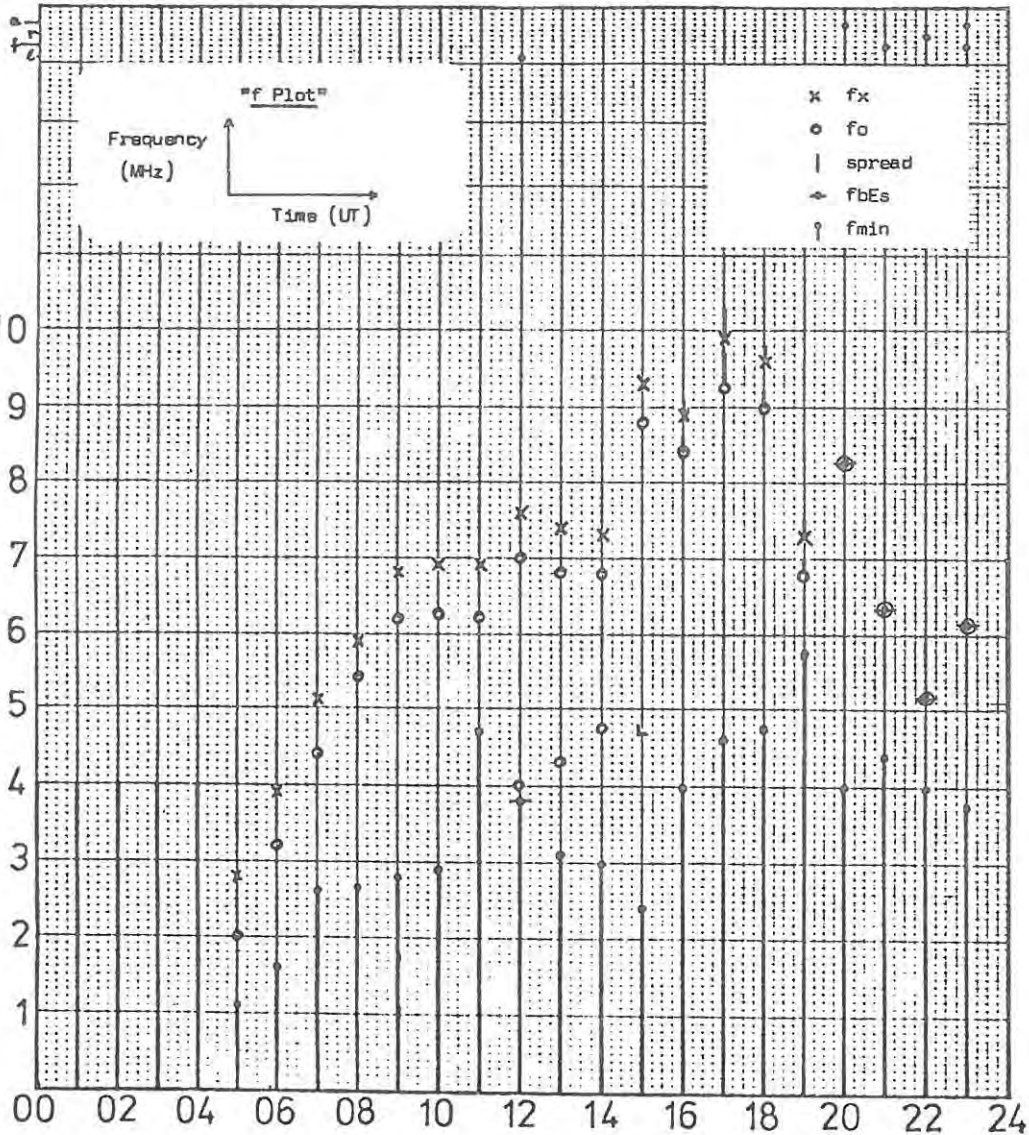 "f Plot"
Frequency
(MHz)
Time (UT)
x fx
o fo
| spread
fbEs
fmin
0
9
8
7
6
5
4
3
2
1
L
00 02 04 06 08 10 12 14 16 18 20 22 24